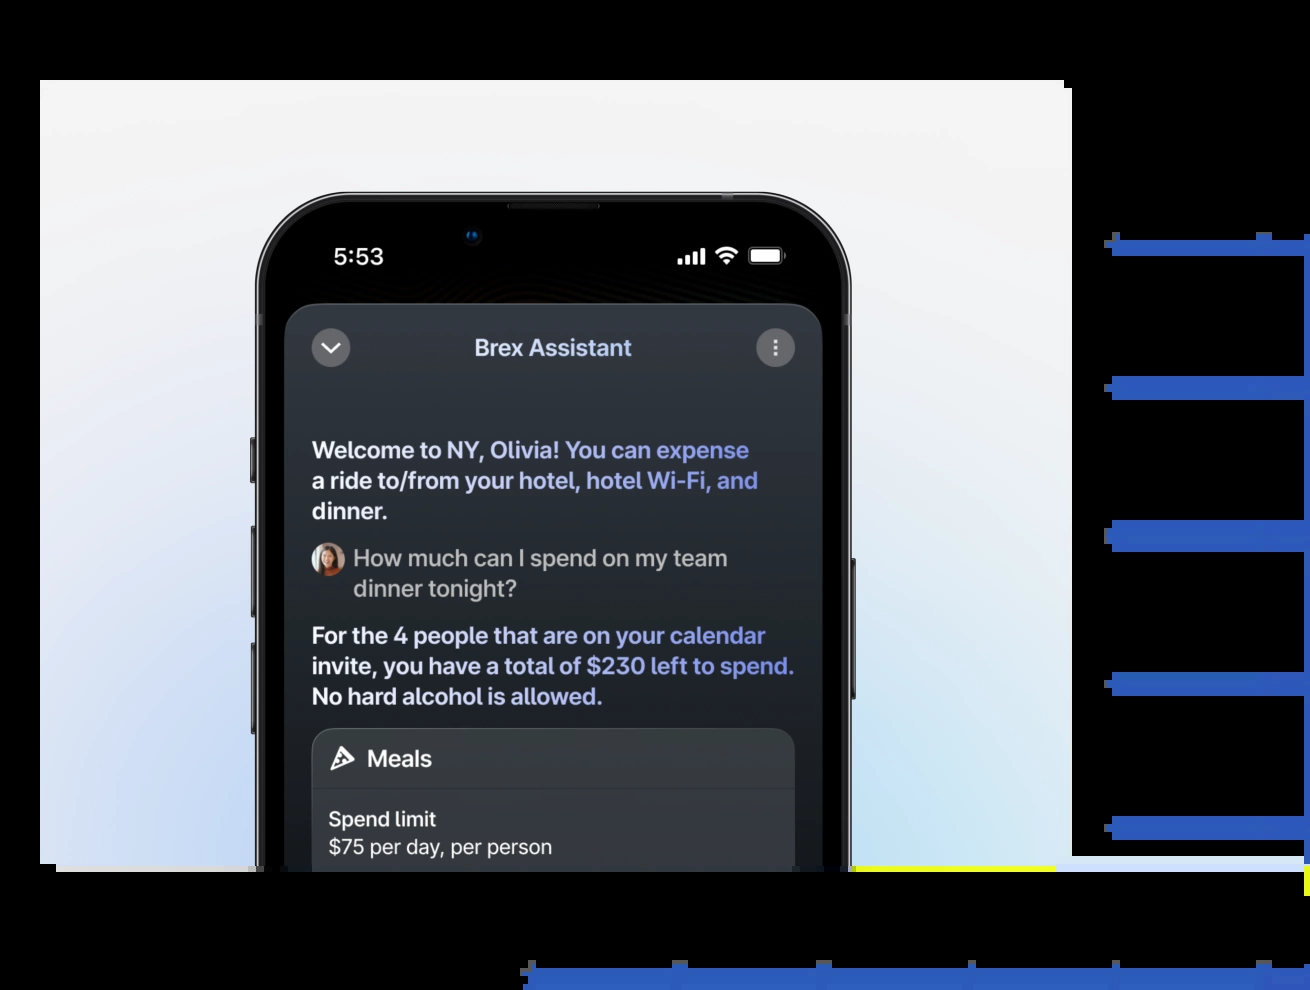 5:53
Brex Assistant
Welcome to NY, Olivia! You can expense
a ride to/from your hotel, hotel Wi-Fi, and
dinner.
How much can I spend on my team
dinner tonight?
For the 4 people that are on your calendar
invite, you have a total of $230 left to spend.
No hard alcohol is allowed.
Meals
Spend limit
$75 per day, per person